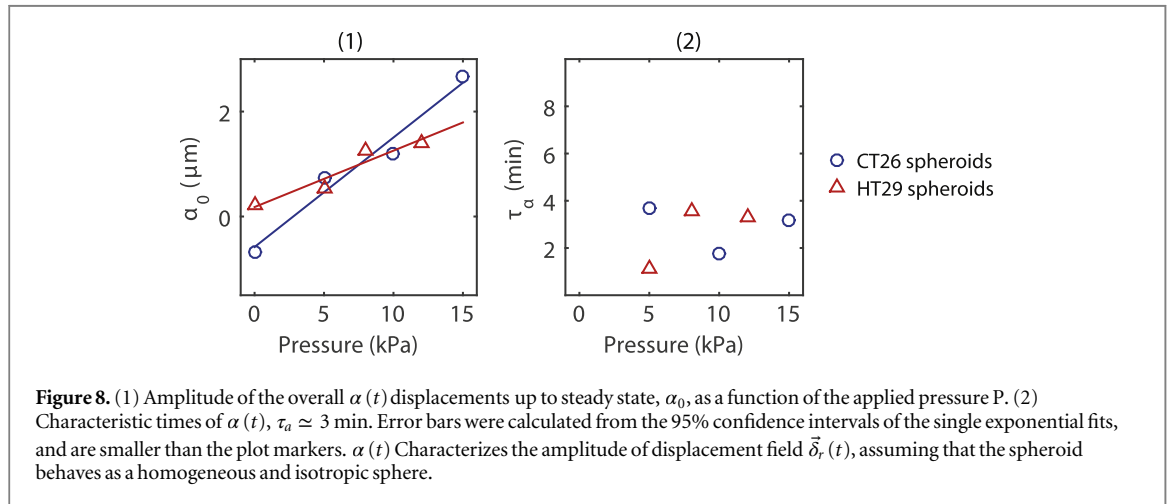 (1)
(2)
α0 (μm)
2
0
0
5
10
15
Pressure (kPa)
τα (min)
8
6
4
2
0
5
10
15
Pressure (kPa)
CT26 spheroids
HT29 spheroids
Figure 8. (1) Amplitude of the overall α (t) displacements up to steady state, α0, as a function of the applied pressure P. (2)
Characteristic times of α(t), τa ≃ 3 min. Error bars were calculated from the 95% confidence intervals of the single exponential fits,
and are smaller than the plot markers. α(t) Characterizes the amplitude of displacement field δ⃗r (t), assuming that the spheroid
behaves as a homogeneous and isotropic sphere.